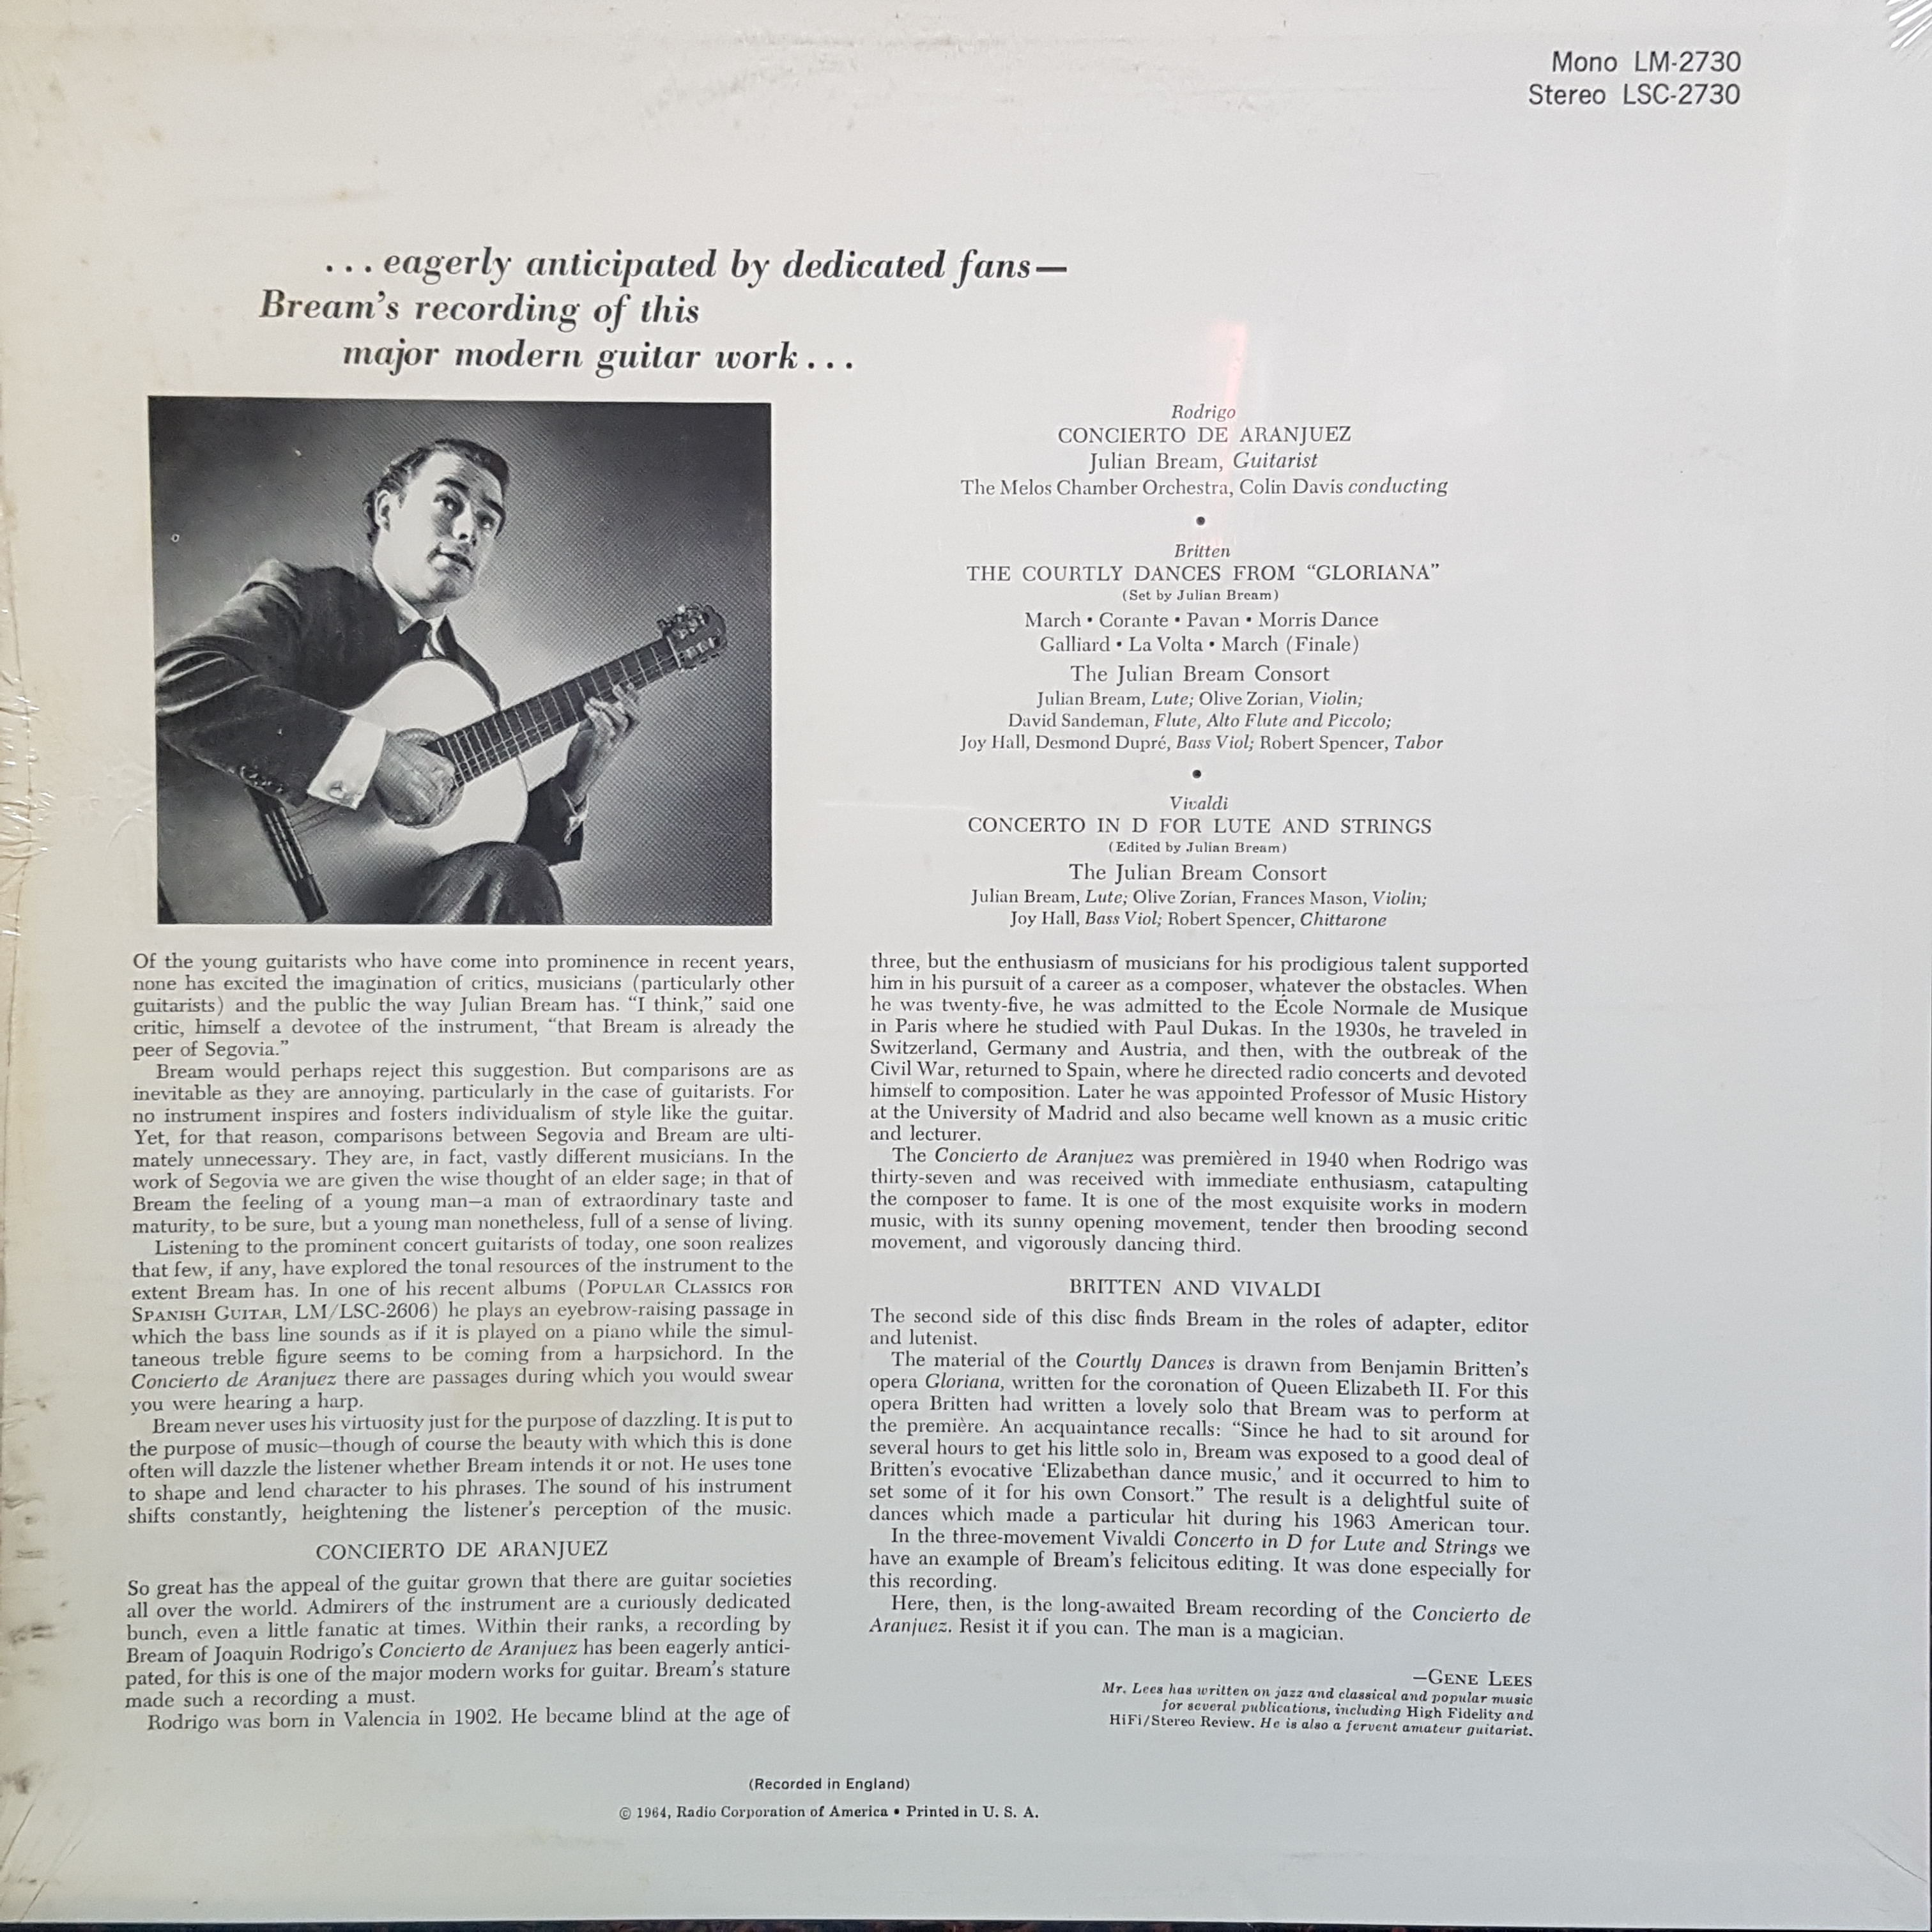 Mono LM-2730
Stereo LSC-2730
...eagerly anticipated by dedicated fans—
Bream's recording of this
major modern guitar work...
Rodrigo
CONCIERTO DE ARANJUEZ
Julian Bream, Guitarist
The Melos Chamber Orchestra, Colin Davis conducting
•
Britten
THE COURTLY DANCES FROM “GLORIANA”
(Set by Julian Bream)
March • Corante • Pavan • Morris Dance
Galliard • La Volta • March (Finale)
The Julian Bream Consort
Julian Bream, Lute; Olive Zorian, Violin;
David Sandeman, Flute, Alto Flute and Piccolo;
Joy Hall, Desmond Dupré, Bass Viol; Robert Spencer, Tabor
•
Vivaldi
CONCERTO IN D FOR LUTE AND STRINGS
(Edited by Julian Bream)
The Julian Bream Consort
Julian Bream, Lute; Olive Zorian, Frances Mason, Violin;
Joy Hall, Bass Viol; Robert Spencer, Chittarone
Of the young guitarists who have come into prominence in recent years,
none has excited the imagination of critics, musicians (particularly other
guitarists) and the public the way Julian Bream has. “I think,” said one
critic, himself a devotee of the instrument, “that Bream is already the
peer of Segovia.”
Bream would perhaps reject this suggestion. But comparisons are as
inevitable as they are annoying, particularly in the case of guitarists. For
no instrument inspires and fosters individualism of style like the guitar.
Yet, for that reason, comparisons between Segovia and Bream are ulti-
mately unnecessary. They are, in fact, vastly different musicians. In the
work of Segovia we are given the wise thought of an elder sage; in that of
Bream the feeling of a young man—a man of extraordinary taste and
maturity, to be sure, but a young man nonetheless, full of a sense of living.
Listening to the prominent concert guitarists of today, one soon realizes
that few, if any, have explored the tonal resources of the instrument to the
extent Bream has. In one of his recent albums (POPULAR CLASSICS FOR
SPANISH GUITAR, LM/LSC-2606) he plays an eyebrow-raising passage in
which the bass line sounds as if it is played on a piano while the simul-
taneous treble figure seems to be coming from a harpsichord. In the
Concierto de Aranjuez there are passages during which you would swear
you were hearing a harp.
Bream never uses his virtuosity just for the purpose of dazzling. It is put to
the purpose of music—though of course the beauty with which this is done
often will dazzle the listener whether Bream intends it or not. He uses tone
to shape and lend character to his phrases. The sound of his instrument
shifts constantly, heightening the listener's perception of the music.
CONCIERTO DE ARANJUEZ
So great has the appeal of the guitar grown that there are guitar societies
all over the world. Admirers of the instrument are a curiously dedicated
bunch, even a little fanatic at times. Within their ranks, a recording by
Bream of Joaquin Rodrigo's Concierto de Aranjuez has been eagerly antici-
pated, for this is one of the major modern works for guitar. Bream's stature
made such a recording a must.
Rodrigo was born in Valencia in 1902. He became blind at the age of
three, but the enthusiasm of musicians for his prodigious talent supported
him in his pursuit of a career as a composer, whatever the obstacles. When
he was twenty-five, he was admitted to the École Normale de Musique
in Paris where he studied with Paul Dukas. In the 1930s, he traveled in
Switzerland, Germany and Austria, and then, with the outbreak of the
Civil War, returned to Spain, where he directed radio concerts and devoted
himself to composition. Later he was appointed Professor of Music History
at the University of Madrid and also became well known as a music critic
and lecturer.
The Concierto de Aranjuez was premièred in 1940 when Rodrigo was
thirty-seven and was received with immediate enthusiasm, catapulting
the composer to fame. It is one of the most exquisite works in modern
music, with its sunny opening movement, tender then brooding second
movement, and vigorously dancing third.
BRITTEN AND VIVALDI
The second side of this disc finds Bream in the roles of adapter, editor
and lutenist.
The material of the Courtly Dances is drawn from Benjamin Britten's
opera Gloriana, written for the coronation of Queen Elizabeth II. For this
opera Britten had written a lovely solo that Bream was to perform at
the première. An acquaintance recalls: “Since he had to sit around for
several hours to get his little solo in, Bream was exposed to a good deal of
Britten's evocative ‘Elizabethan dance music,’ and it occurred to him to
set some of it for his own Consort.” The result is a delightful suite of
dances which made a particular hit during his 1963 American tour.
In the three-movement Vivaldi Concerto in D for Lute and Strings we
have an example of Bream's felicitous editing. It was done especially for
this recording.
Here, then, is the long-awaited Bream recording of the Concierto de
Aranjuez. Resist it if you can. The man is a magician.
—GENE LEES
Mr. Lees has written on jazz and classical and popular music
for several publications, including High Fidelity and
HiFi/Stereo Review. He is also a fervent amateur guitarist.
(Recorded in England)
© 1964, Radio Corporation of America • Printed in U. S. A.